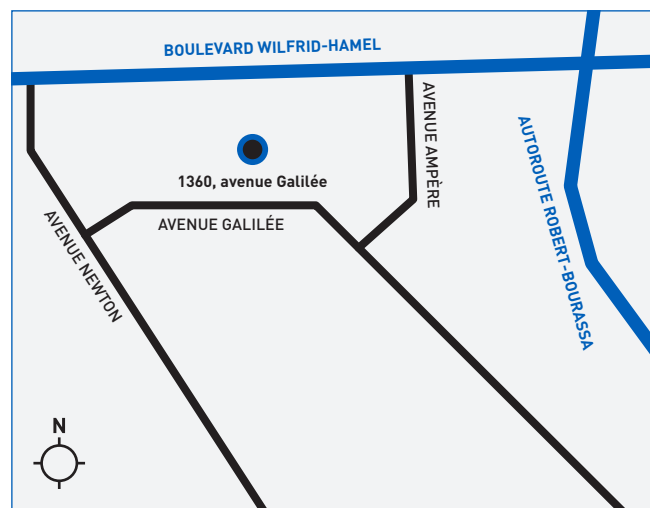 BOULEVARD WILFRID-HAMEL
AVENUE AMPÈRE
1360, avenue Galilée
AVENUE GALILÉE
AUTOROUTE ROBERT-BOURASSA
AVENUE NEWTON
N